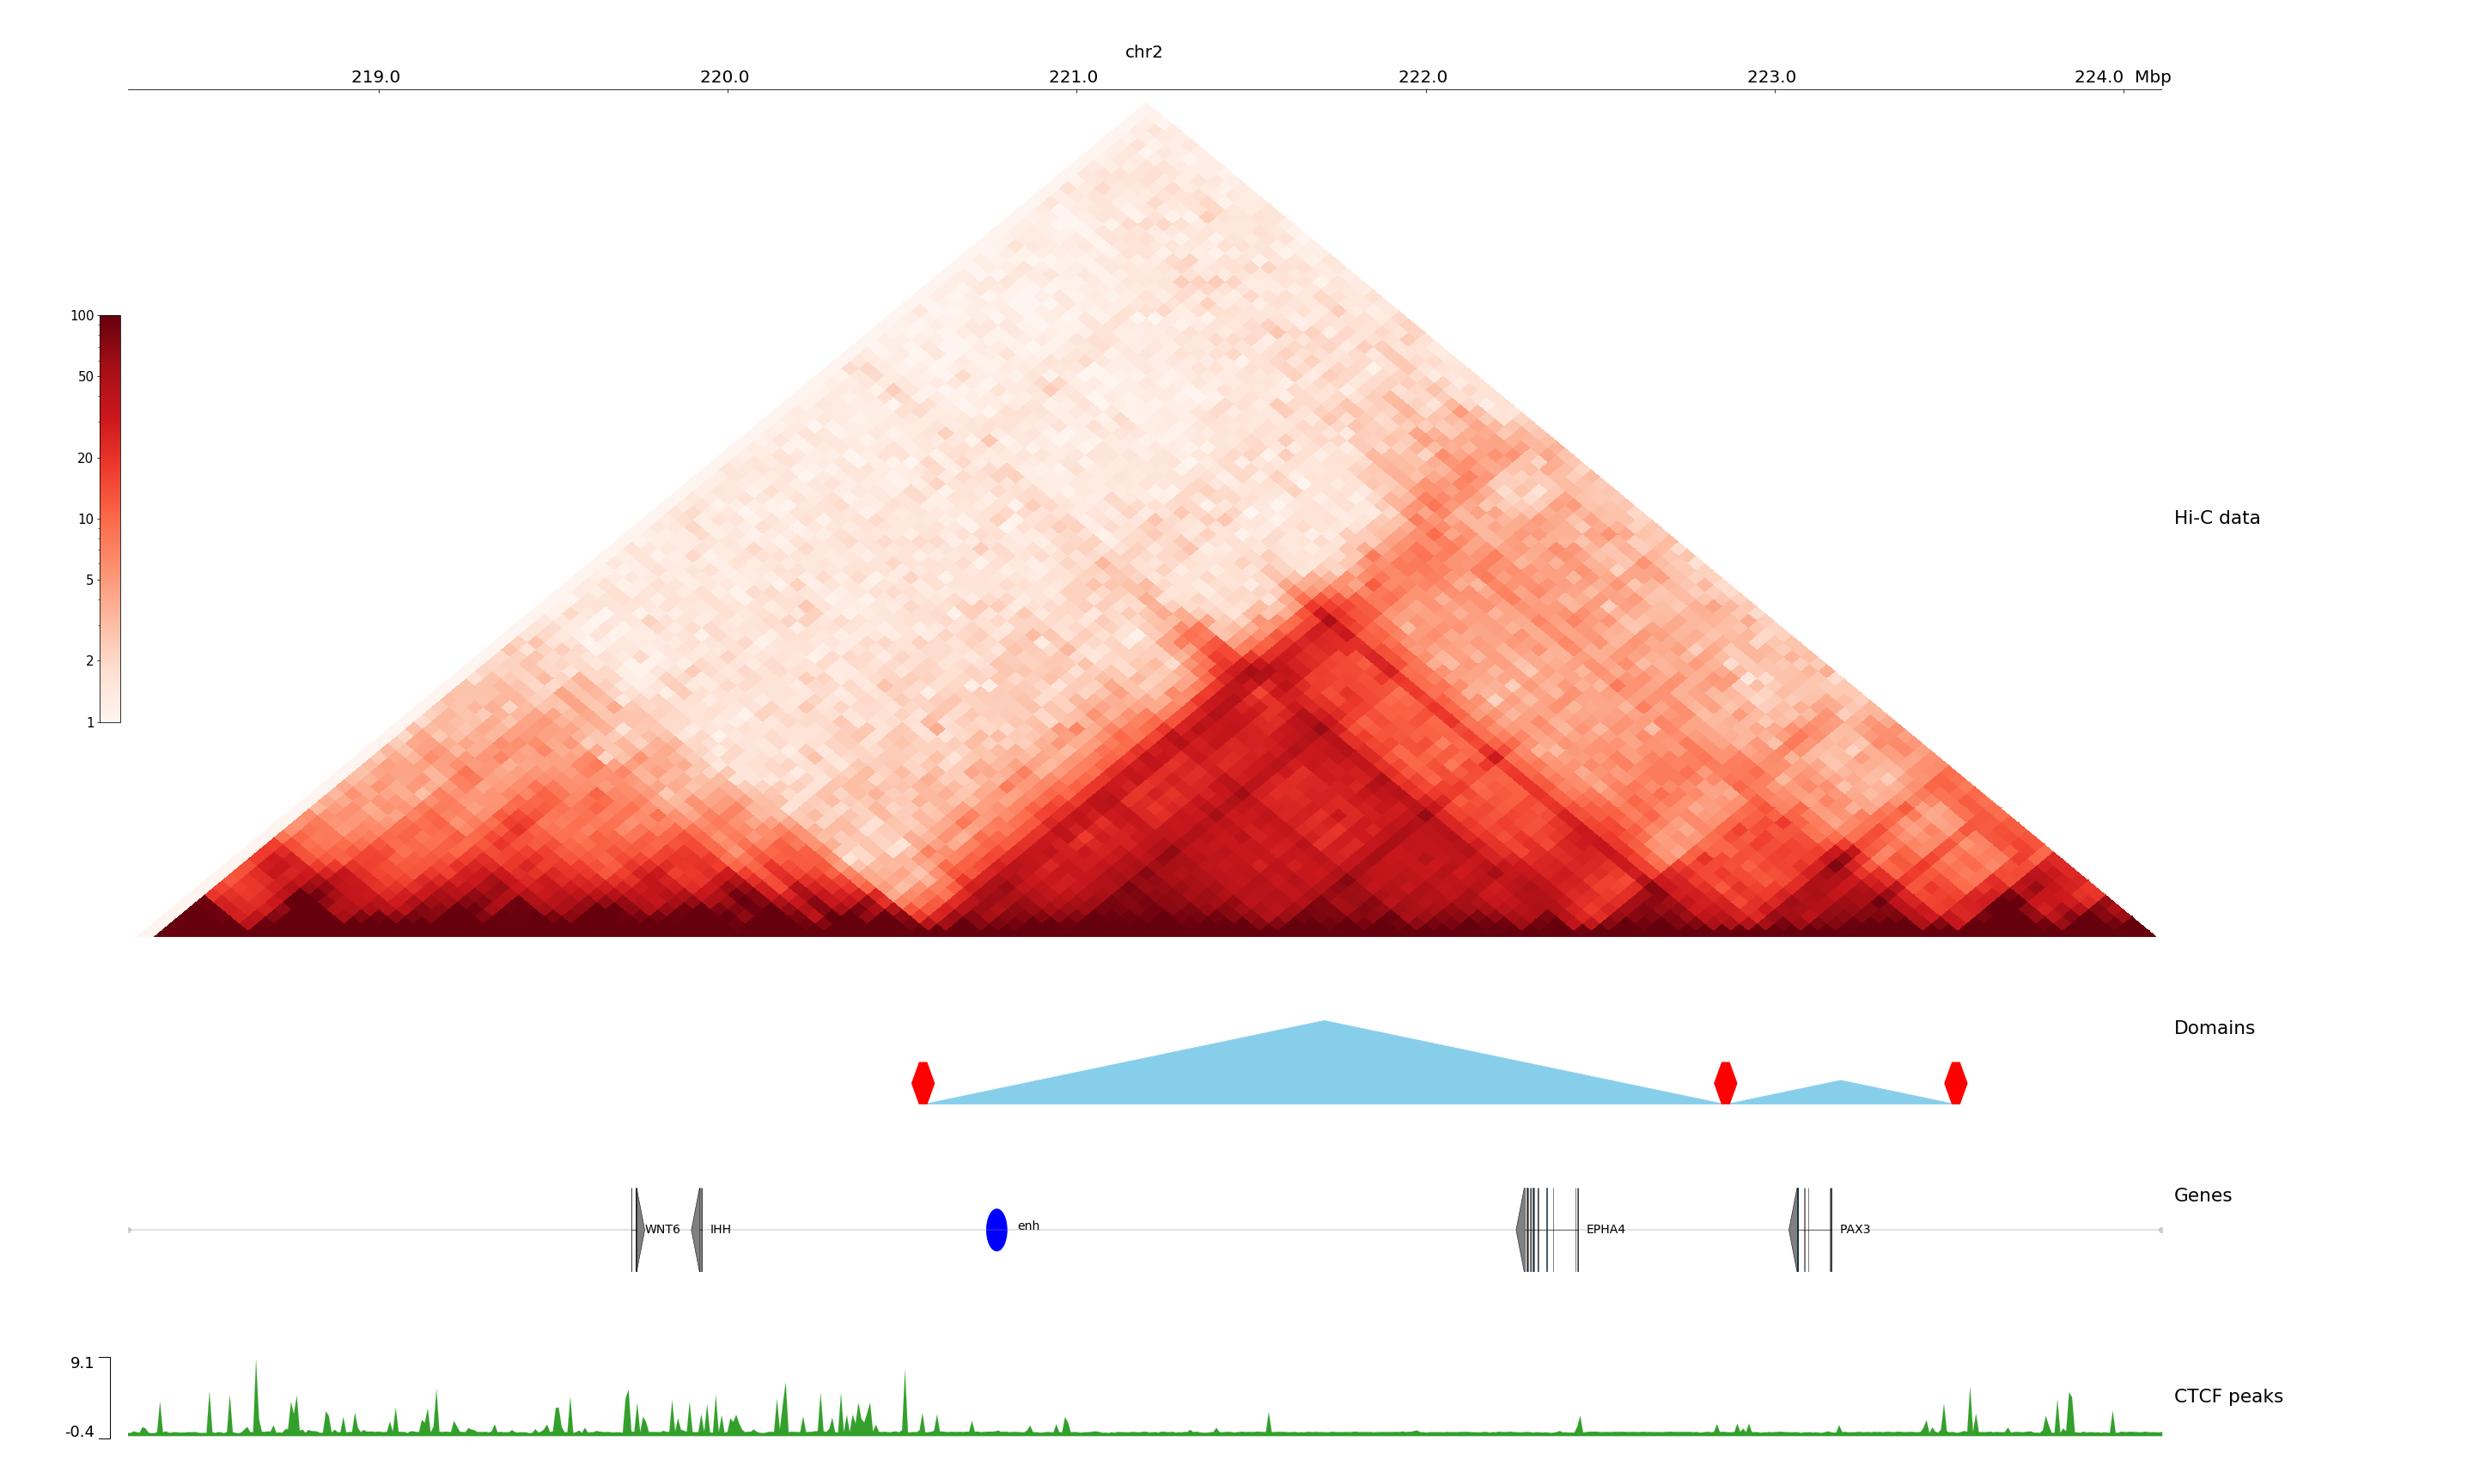 chr2
219.0 220.0 221.0 222.0 223.0 224.0 Mbp
100
50
20
10
5
2
1
Hi-C data
Domains
Genes
WNT6 IHH enh EPHA4 PAX3
9.1
-0.4
CTCF peaks